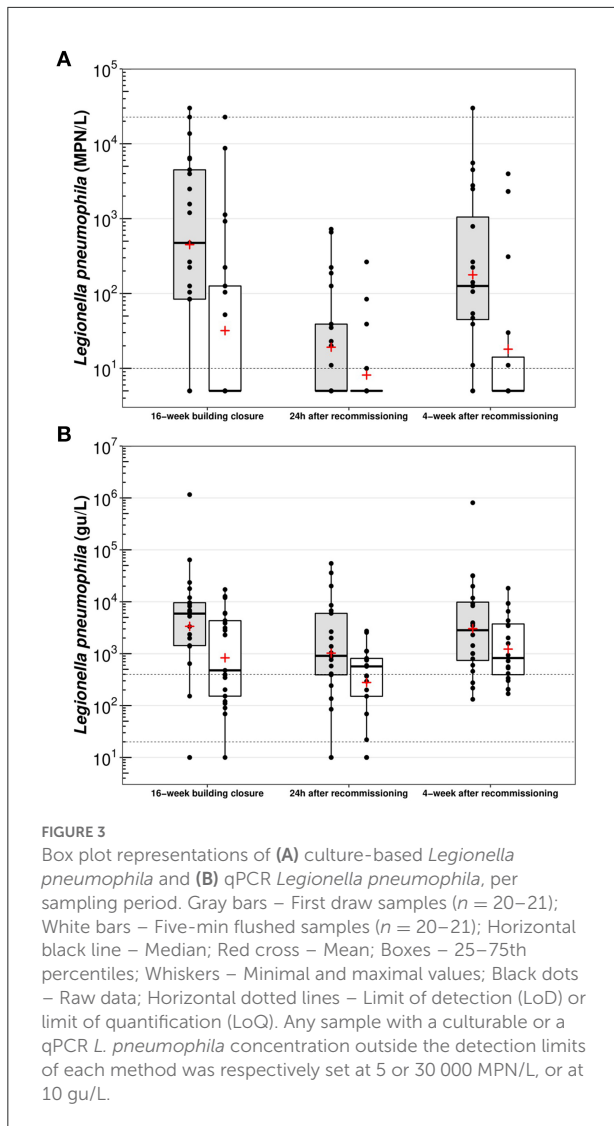 A
Legionella pneumophila (MPN/L)
10^5
10^4
10^3
10^2
10^1
16−week building closure 24h after recommissioning 4−week after recommissioning
B
Legionella pneumophila (gu/L)
10^7
10^6
10^5
10^4
10^3
10^2
10^1
16−week building closure 24h after recommissioning 4−week after recommissioning
FIGURE 3
Box plot representations of (A) culture-based Legionella
pneumophila and (B) qPCR Legionella pneumophila, per
sampling period. Gray bars – First draw samples (n = 20–21);
White bars – Five-min flushed samples (n = 20–21); Horizontal
black line – Median; Red cross – Mean; Boxes – 25–75th
percentiles; Whiskers – Minimal and maximal values; Black dots
– Raw data; Horizontal dotted lines – Limit of detection (LoD) or
limit of quantification (LoQ). Any sample with a culturable or a
qPCR L. pneumophila concentration outside the detection limits
of each method was respectively set at 5 or 30 000 MPN/L, or at
10 gu/L.